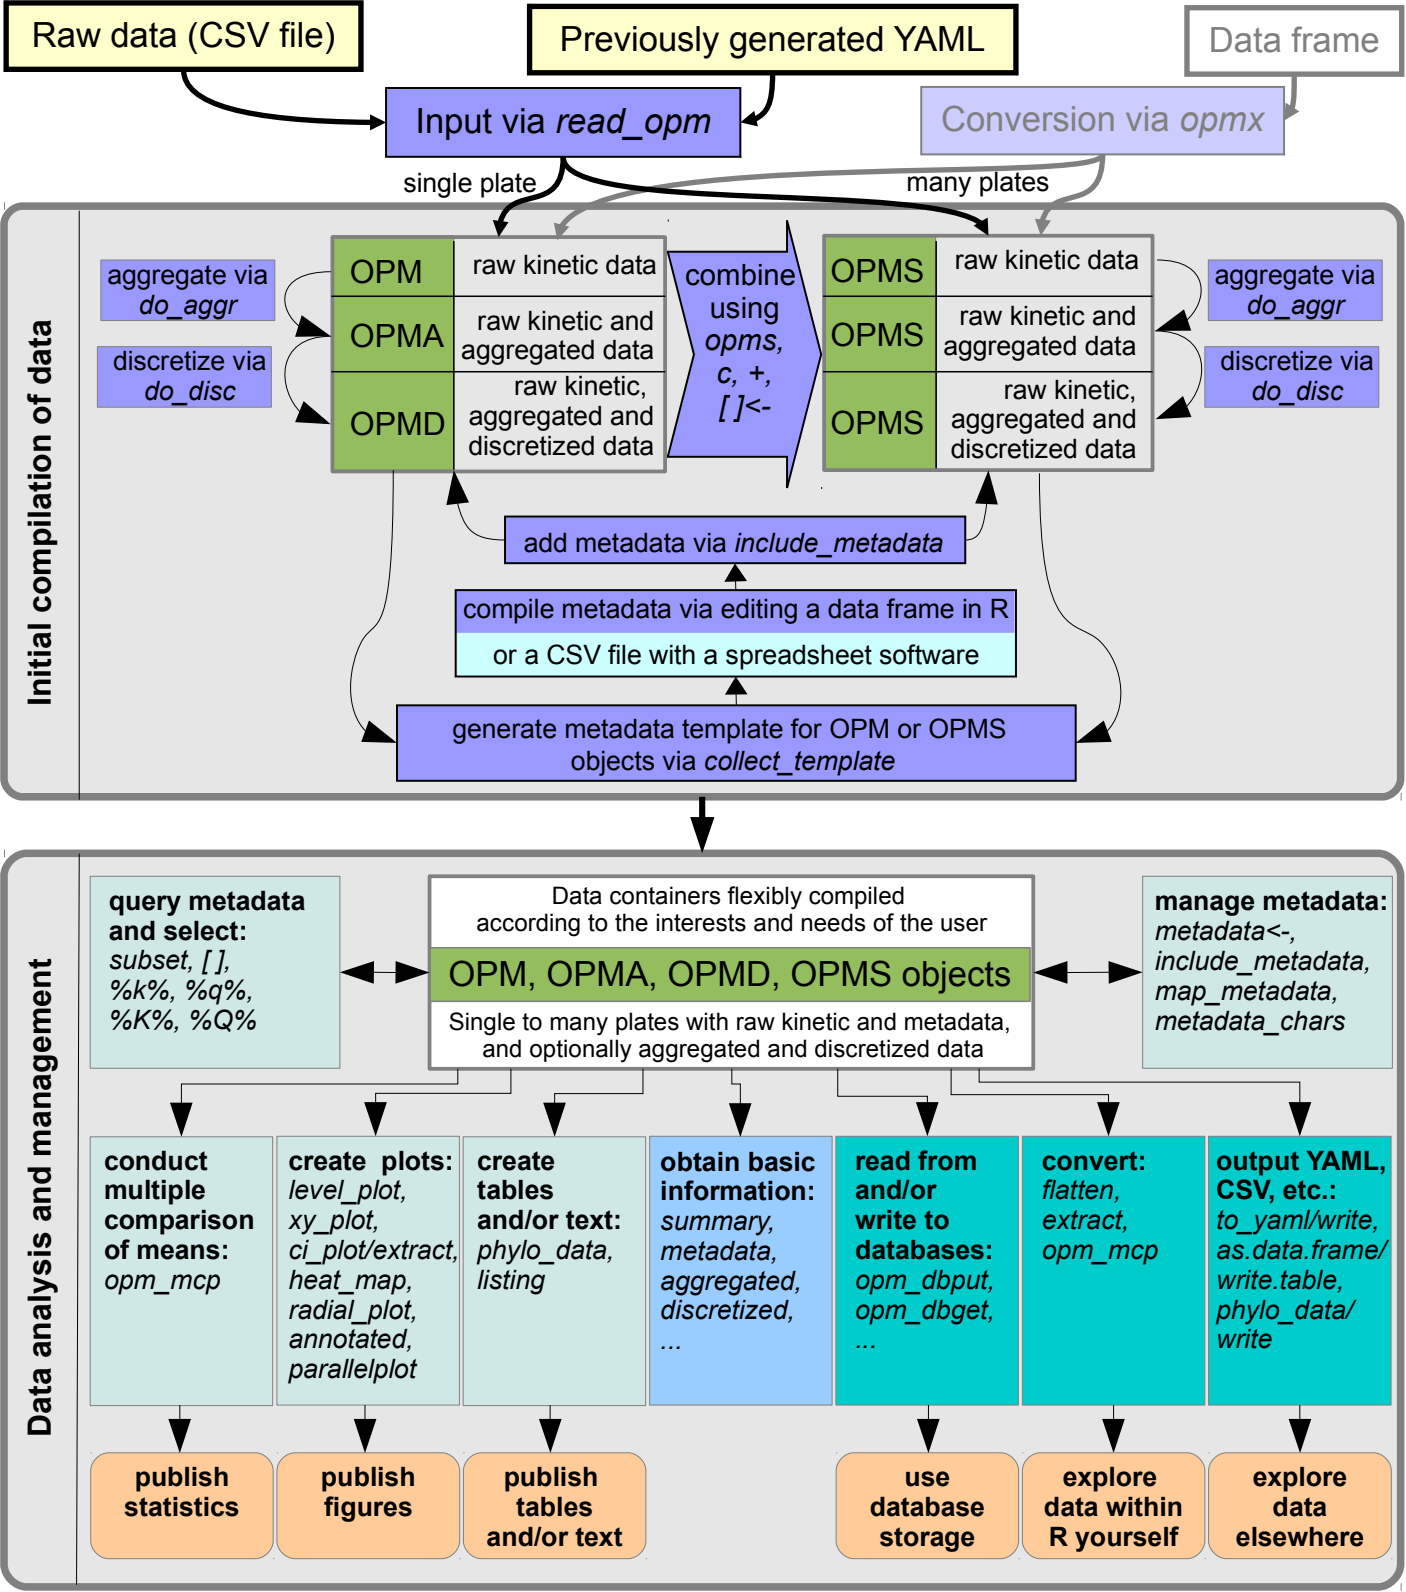 Raw data (CSV file)
Previously generated YAML
Data frame
Input via read_opm
Conversion via opmx
single plate
many plates
Initial compilation of data
aggregate via
do_aggr
discretize via
do_disc
OPM
raw kinetic data
OPMA
raw kinetic and
aggregated data
OPMD
raw kinetic,
aggregated and
discretized data
combine
using
opms,
c, +,
[ ]<-
OPMS
raw kinetic data
OPMS
raw kinetic and
aggregated data
OPMS
raw kinetic,
aggregated and
discretized data
aggregate via
do_aggr
discretize via
do_disc
add metadata via include_metadata
compile metadata via editing a data frame in R
or a CSV file with a spreadsheet software
generate metadata template for OPM or OPMS
objects via collect_template
Data analysis and management
query metadata
and select:
subset, [ ],
%k%, %q%,
%K%, %Q%
Data containers flexibly compiled
according to the interests and needs of the user
OPM, OPMA, OPMD, OPMS objects
Single to many plates with raw kinetic and metadata,
and optionally aggregated and discretized data
manage metadata:
metadata<-,
include_metadata,
map_metadata,
metadata_chars
conduct
multiple
comparison
of means:
opm_mcp
create plots:
level_plot,
xy_plot,
ci_plot/extract,
heat_map,
radial_plot,
annotated,
parallelplot
create
tables
and/or text:
phylo_data,
listing
obtain basic
information:
summary,
metadata,
aggregated,
discretized,
...
read from
and/or
write to
databases:
opm_dbput,
opm_dbget,
...
convert:
flatten,
extract,
opm_mcp
output YAML,
CSV, etc.:
to_yaml/write,
as.data.frame/
write.table,
phylo_data/
write
publish
statistics
publish
figures
publish
tables
and/or text
use
database
storage
explore
data within
R yourself
explore
data
elsewhere